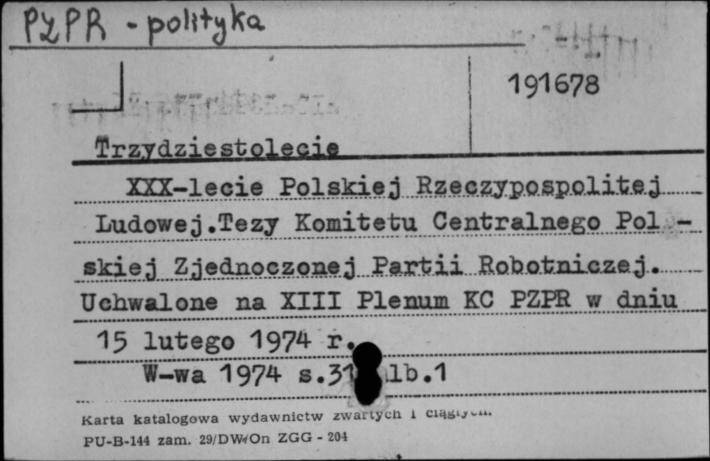 PZPR - polityka
191678
Trzydziestolecie
XXX-lecie Polskiej Rzeczypospolitej
Ludowej.Tezy Komitetu Centralnego Pol -
skiej Zjednoczonej Partii Robotniczej.
Uchwalone na XIII Plenum KC PZPR w dniu
15 lutego 1974 r.
W-wa 1974 s.31 lb.1
Karta katalogowa wydawnictw zwartych i ciągłych.
PU-B-144 zam. 29/DW/On ZGG - 204